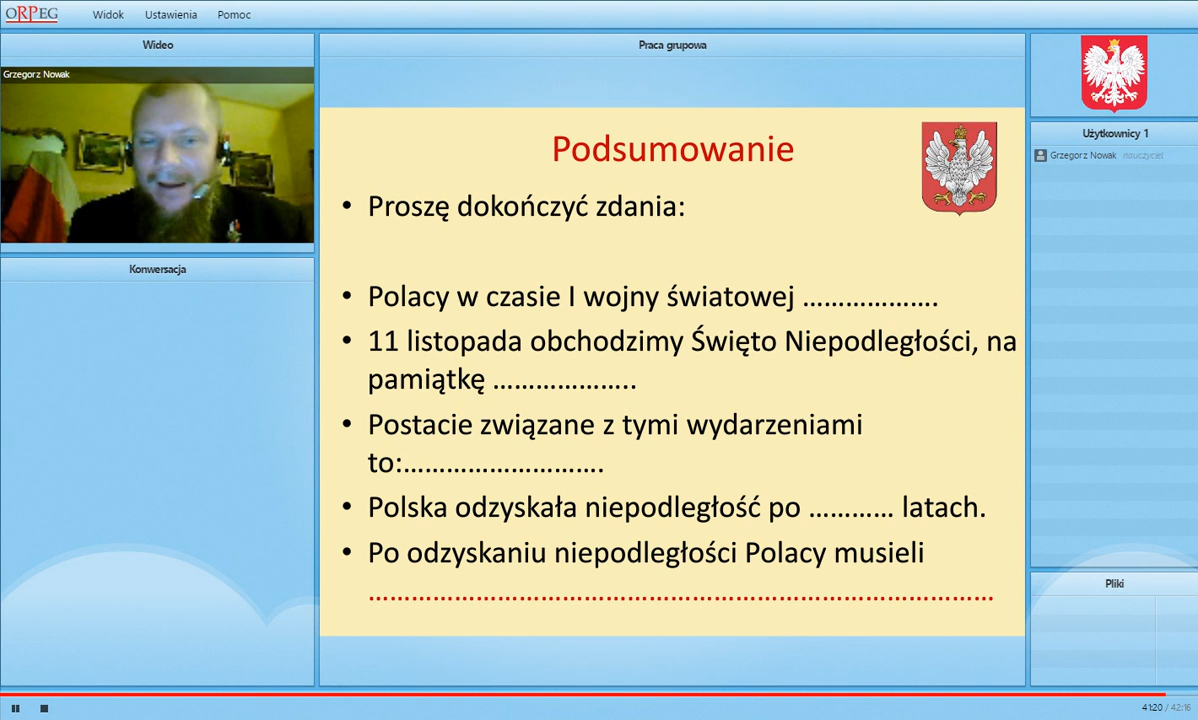 ORPEG
Widok Ustawienia Pomoc
Wideo
Grzegorz Nowak
Konwersacja
Praca grupowa
Podsumowanie
• Proszę dokończyć zdania:
• Polacy w czasie I wojny światowej ……………….
• 11 listopada obchodzimy Święto Niepodległości, na
pamiątkę ………………..
• Postacie związane z tymi wydarzeniami
to:……………………….
• Polska odzyskała niepodległość po ………… latach.
• Po odzyskaniu niepodległości Polacy musieli
……………………………………………………………………………
Użytkownicy 1
Grzegorz Nowak nauczyciel
Pliki
41:20 / 42:16